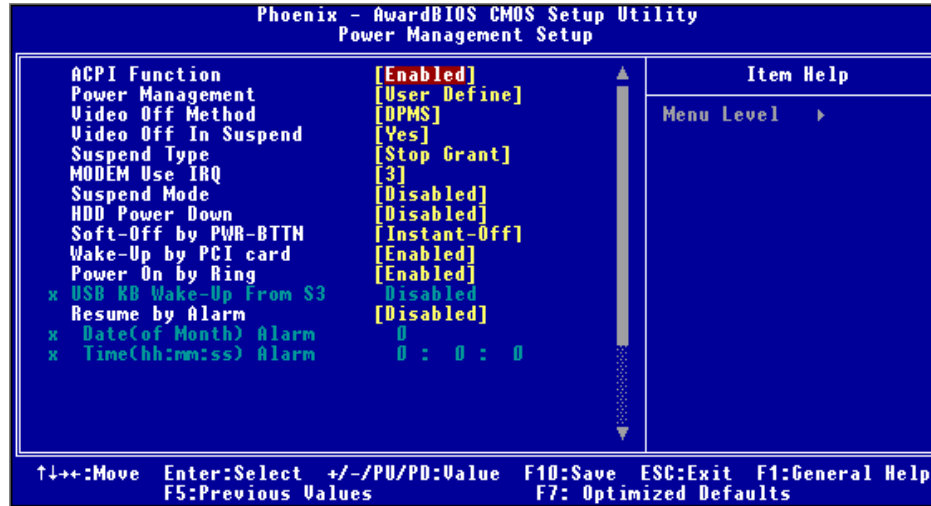 Phoenix - AwardBIOS CMOS Setup Utility
Power Management Setup
ACPI Function [Enabled]
Power Management [User Define]
Video Off Method [DPMS]
Video Off In Suspend [Yes]
Suspend Type [Stop Grant]
MODEM Use IRQ [3]
Suspend Mode [Disabled]
HDD Power Down [Disabled]
Soft-Off by PWR-BTTN [Instant-Off]
Wake-Up by PCI card [Enabled]
Power On by Ring [Enabled]
x USB KB Wake-Up From S3 Disabled
Resume by Alarm [Disabled]
x Date(of Month) Alarm 0
x Time(hh:mm:ss) Alarm 0 : 0 : 0
Item Help
Menu Level ▸
↑↓→←:Move Enter:Select +/-/PU/PD:Value F10:Save ESC:Exit F1:General Help
F5:Previous Values F7: Optimized Defaults